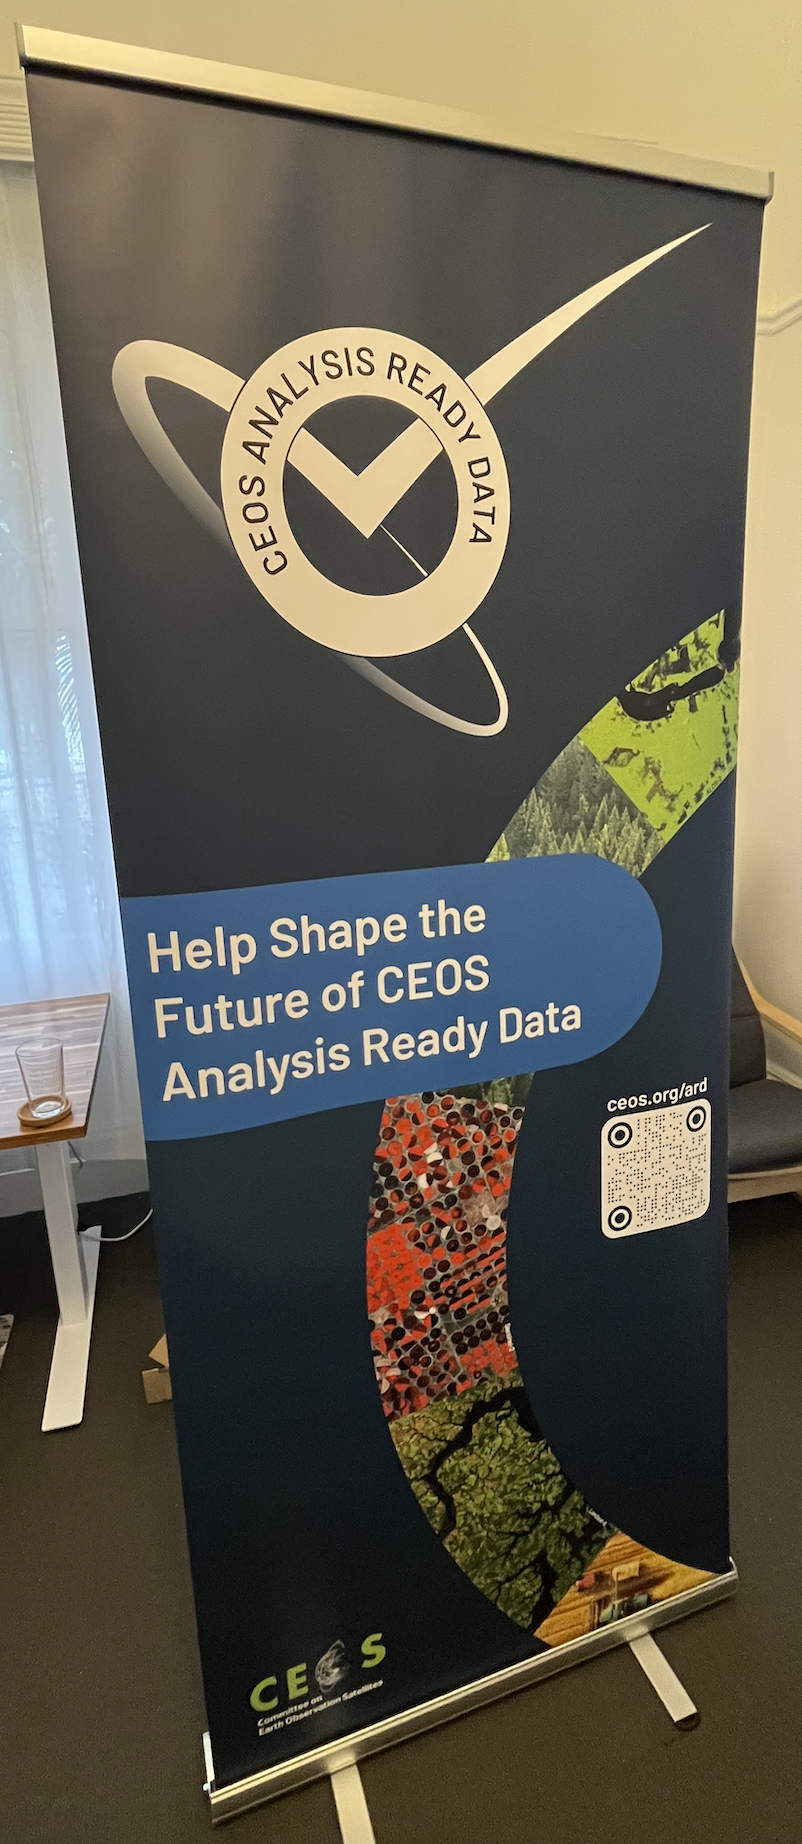 CEOS ANALYSIS READY DATA
Help Shape the
Future of CEOS
Analysis Ready Data
ceos.org/ard
CEOS
Committee on
Earth Observation Satellites